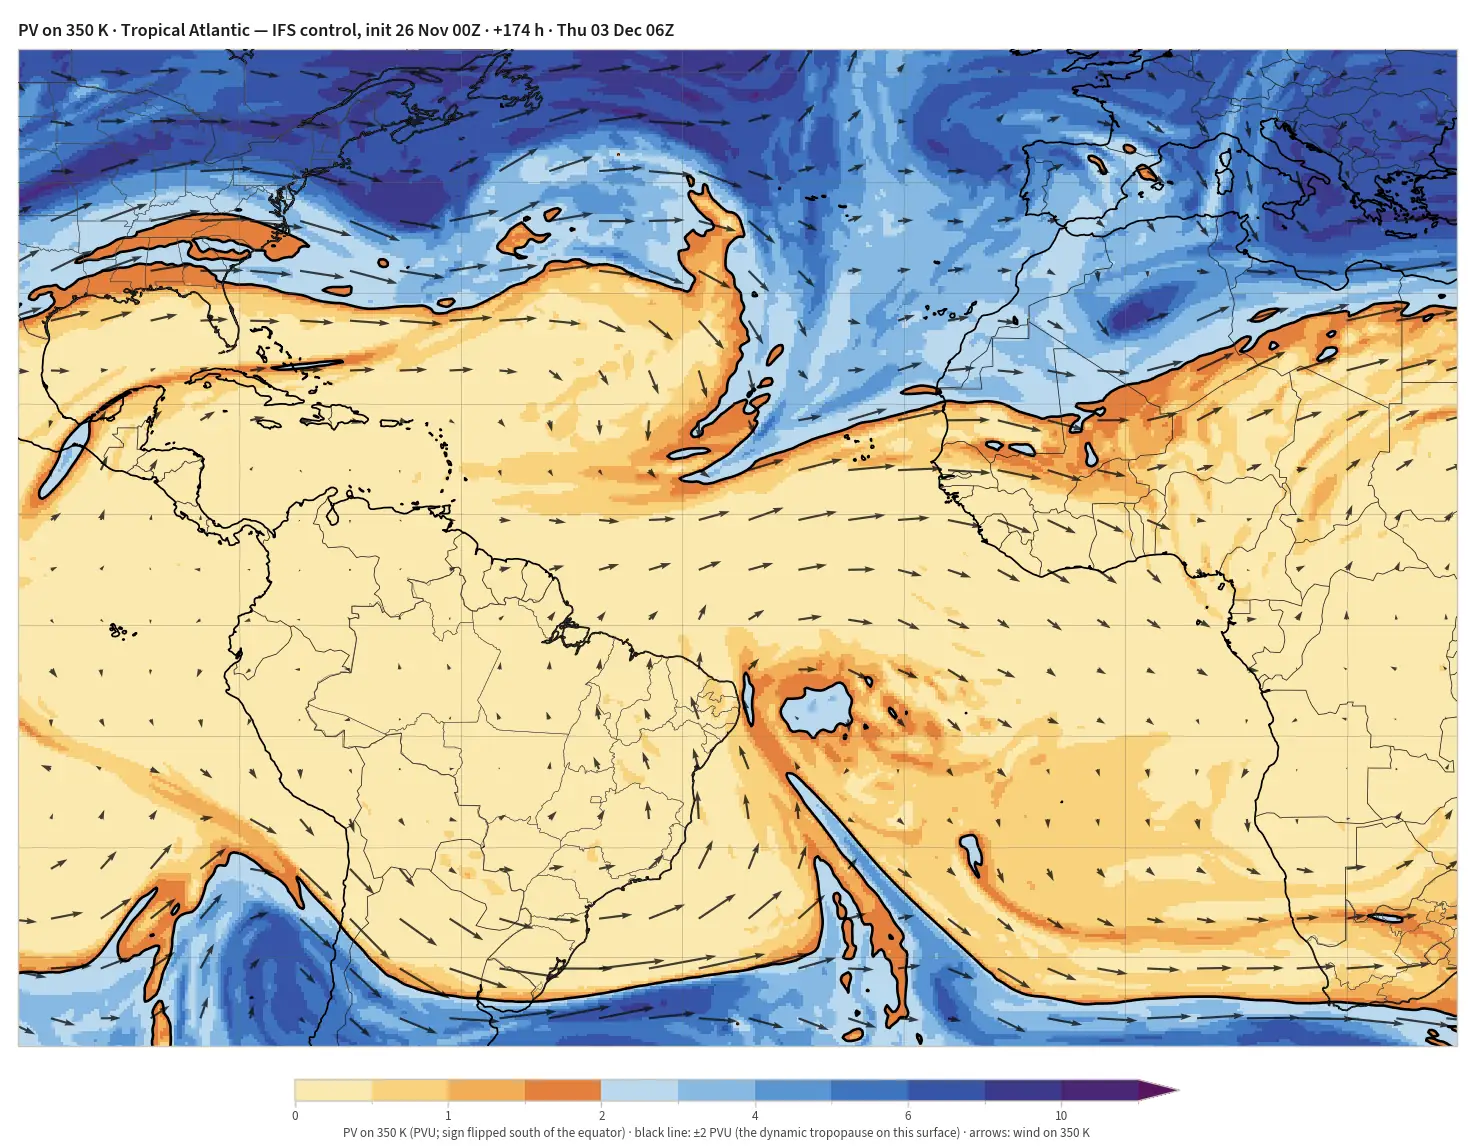 PV on 350 K · Tropical Atlantic — IFS control, init 26 Nov 00Z · +174 h · Thu 03 Dec 06Z
0 1 2 4 6 10
PV on 350 K (PVU; sign flipped south of the equator) · black line: ±2 PVU (the dynamic tropopause on this surface) · arrows: wind on 350 K